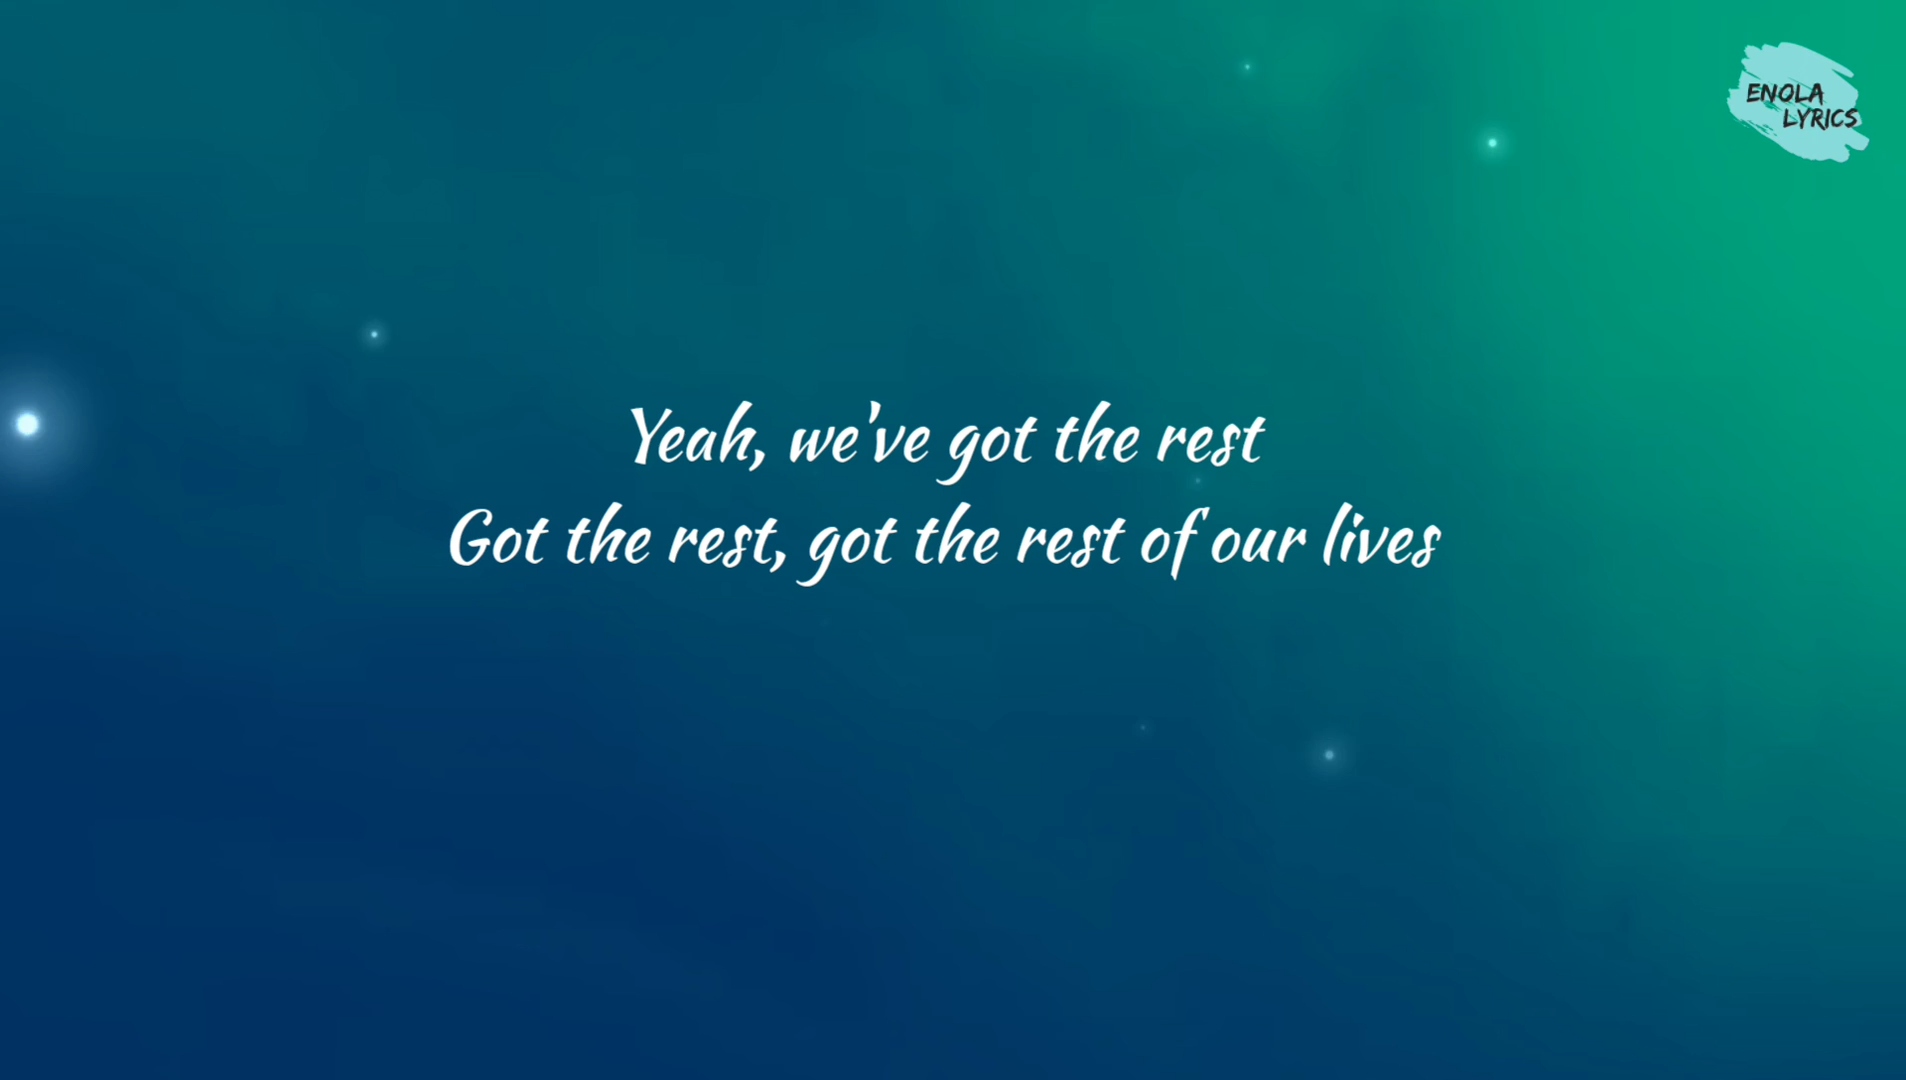 ENOLA
LYRICS
Yeah, we've got the rest
Got the rest, got the rest of our lives